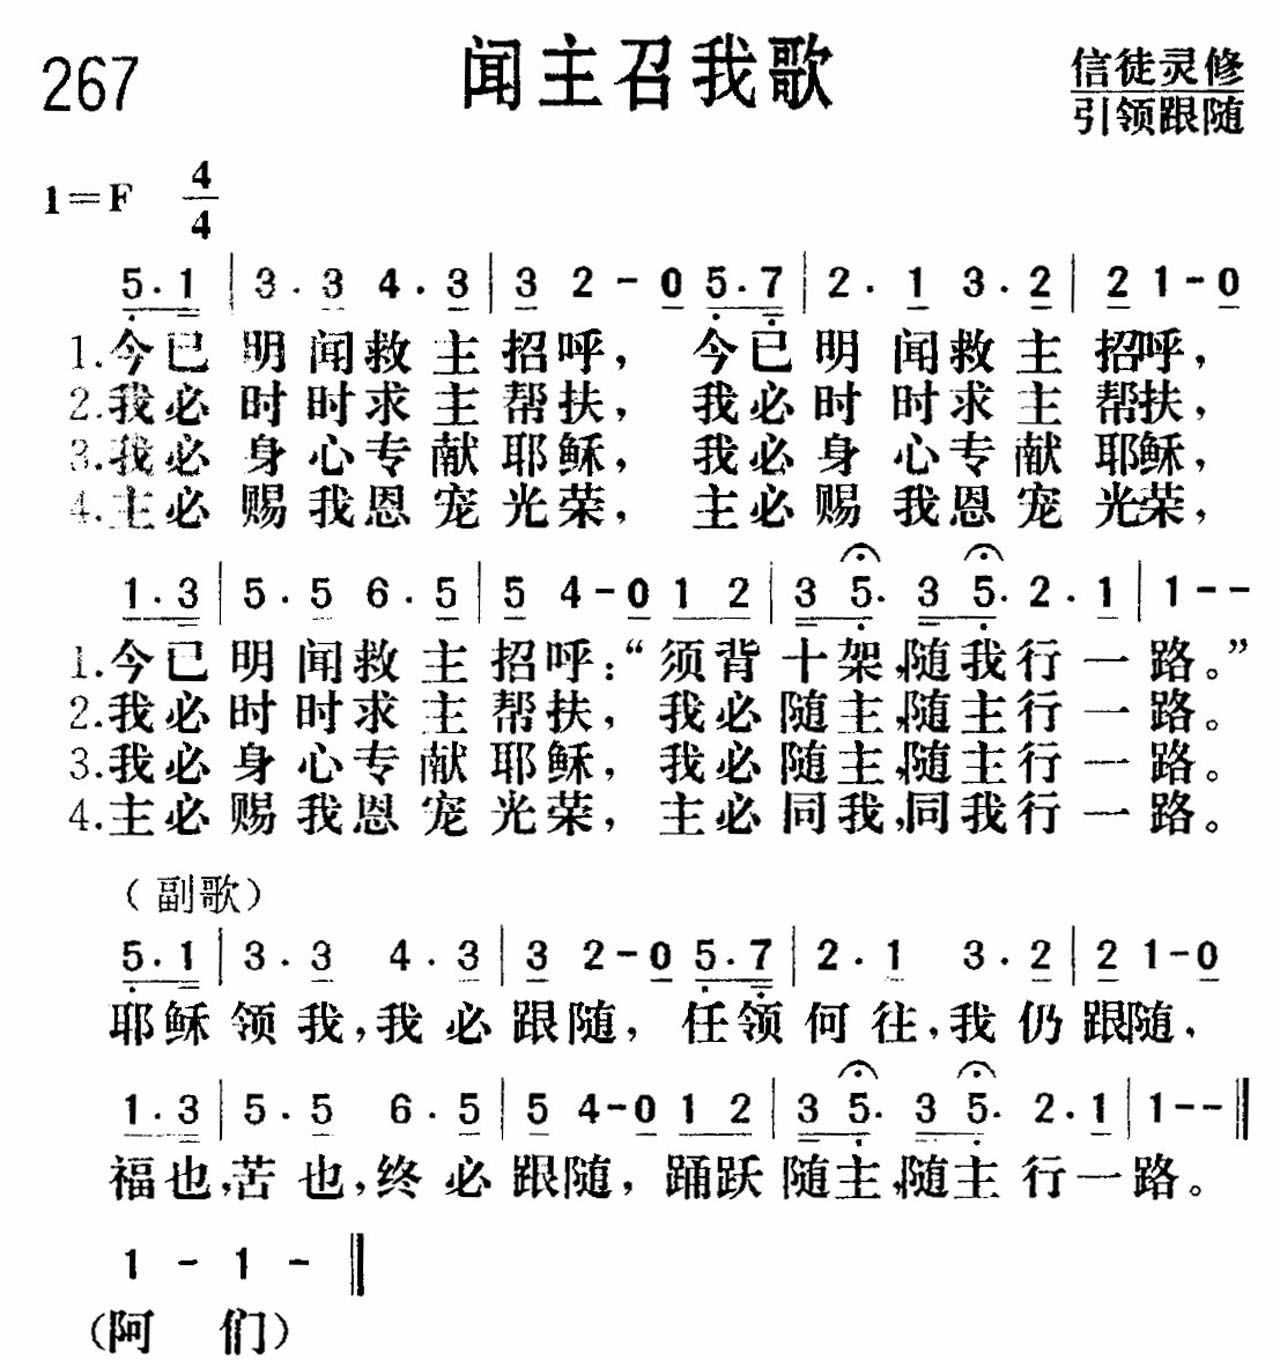 267
闻主召我歌
信徒灵修
引领跟随
1=F 4/4
5·1 | 3·3 4·3 | 3 2 - 0 5·7 | 2·1 3·2 | 2 1 - 0
1.今已明闻救主招呼，今已明闻救主招呼，
2.我必时时求主帮扶，我必时时求主帮扶，
3.我必身心专献耶稣，我必身心专献耶稣，
4.主必赐我恩宠光荣，主必赐我恩宠光荣，
1·3 | 5·5 6·5 | 5 4 - 0 1 2 | 3 5· 3 5· 2·1 | 1 - -
1.今已明闻救主招呼：“须背十架，随我行一路。”
2.我必时时求主帮扶，我必随主，随主行一路。
3.我必身心专献耶稣，我必随主，随主行一路。
4.主必赐我恩宠光荣，主必同我，同我行一路。
（副歌）
5·1 | 3·3 4·3 | 3 2 - 0 5·7 | 2·1 3·2 | 2 1 - 0
耶稣领我，我必跟随，任领何往，我仍跟随，
1·3 | 5·5 6·5 | 5 4 - 0 1 2 | 3 5· 3 5· 2·1 | 1 - - ‖
福也，苦也，终必跟随，踊跃随主，随主行一路。
1 - 1 - ‖
（阿们）